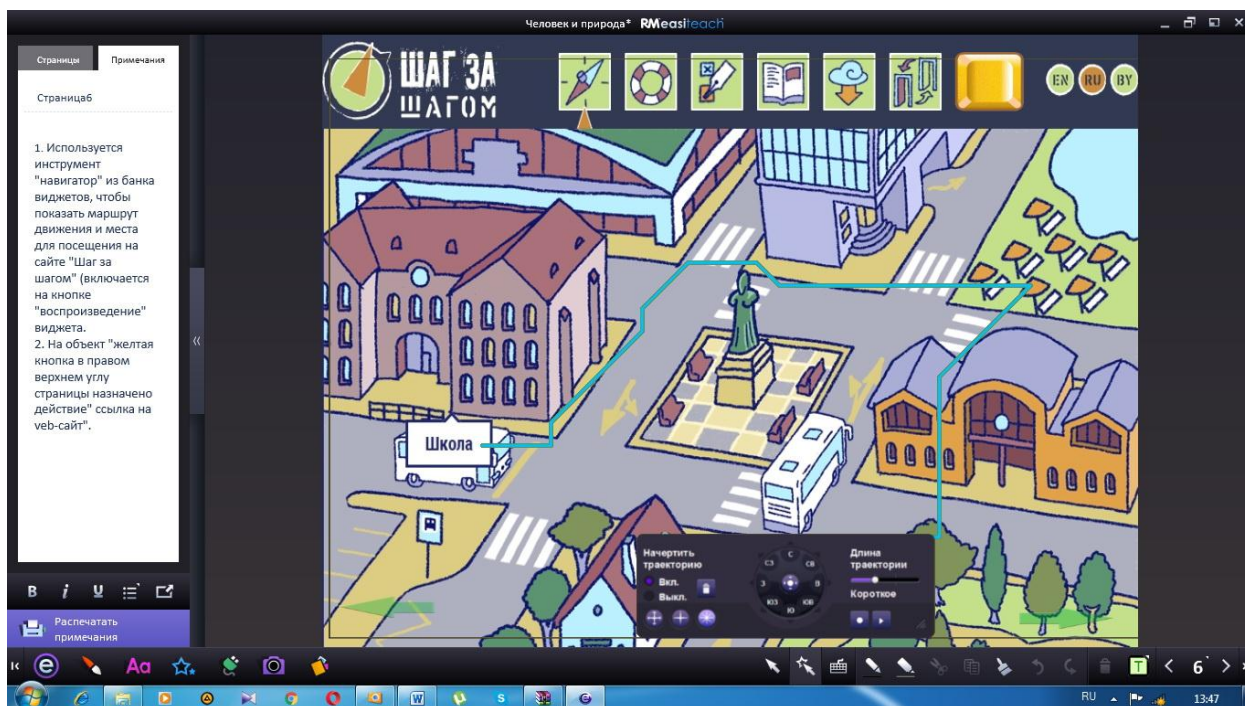 Человек и природа* RMeasiteach
Страницы Примечания
Страница6
1. Используется
инструмент
"навигатор" из банка
виджетов, чтобы
показать маршрут
движения и места
для посещения на
сайте "Шаг за
шагом" (включается
на кнопке
"воспроизведение"
виджета.
2. На объект "желтая
кнопка в правом
верхнем углу
страницы назначено
действие" ссылка на
veb-сайт".
B i U
Распечатать
примечания
ШАГ ЗА
ШАГОМ
EN RU BY
Школа
Начертить
траекторию
Вкл.
Выкл.
С
СВ
В
ЮВ
Ю
ЮЗ
З
СЗ
Длина
траектории
Короткое
Aa
T
6
RU 13:47